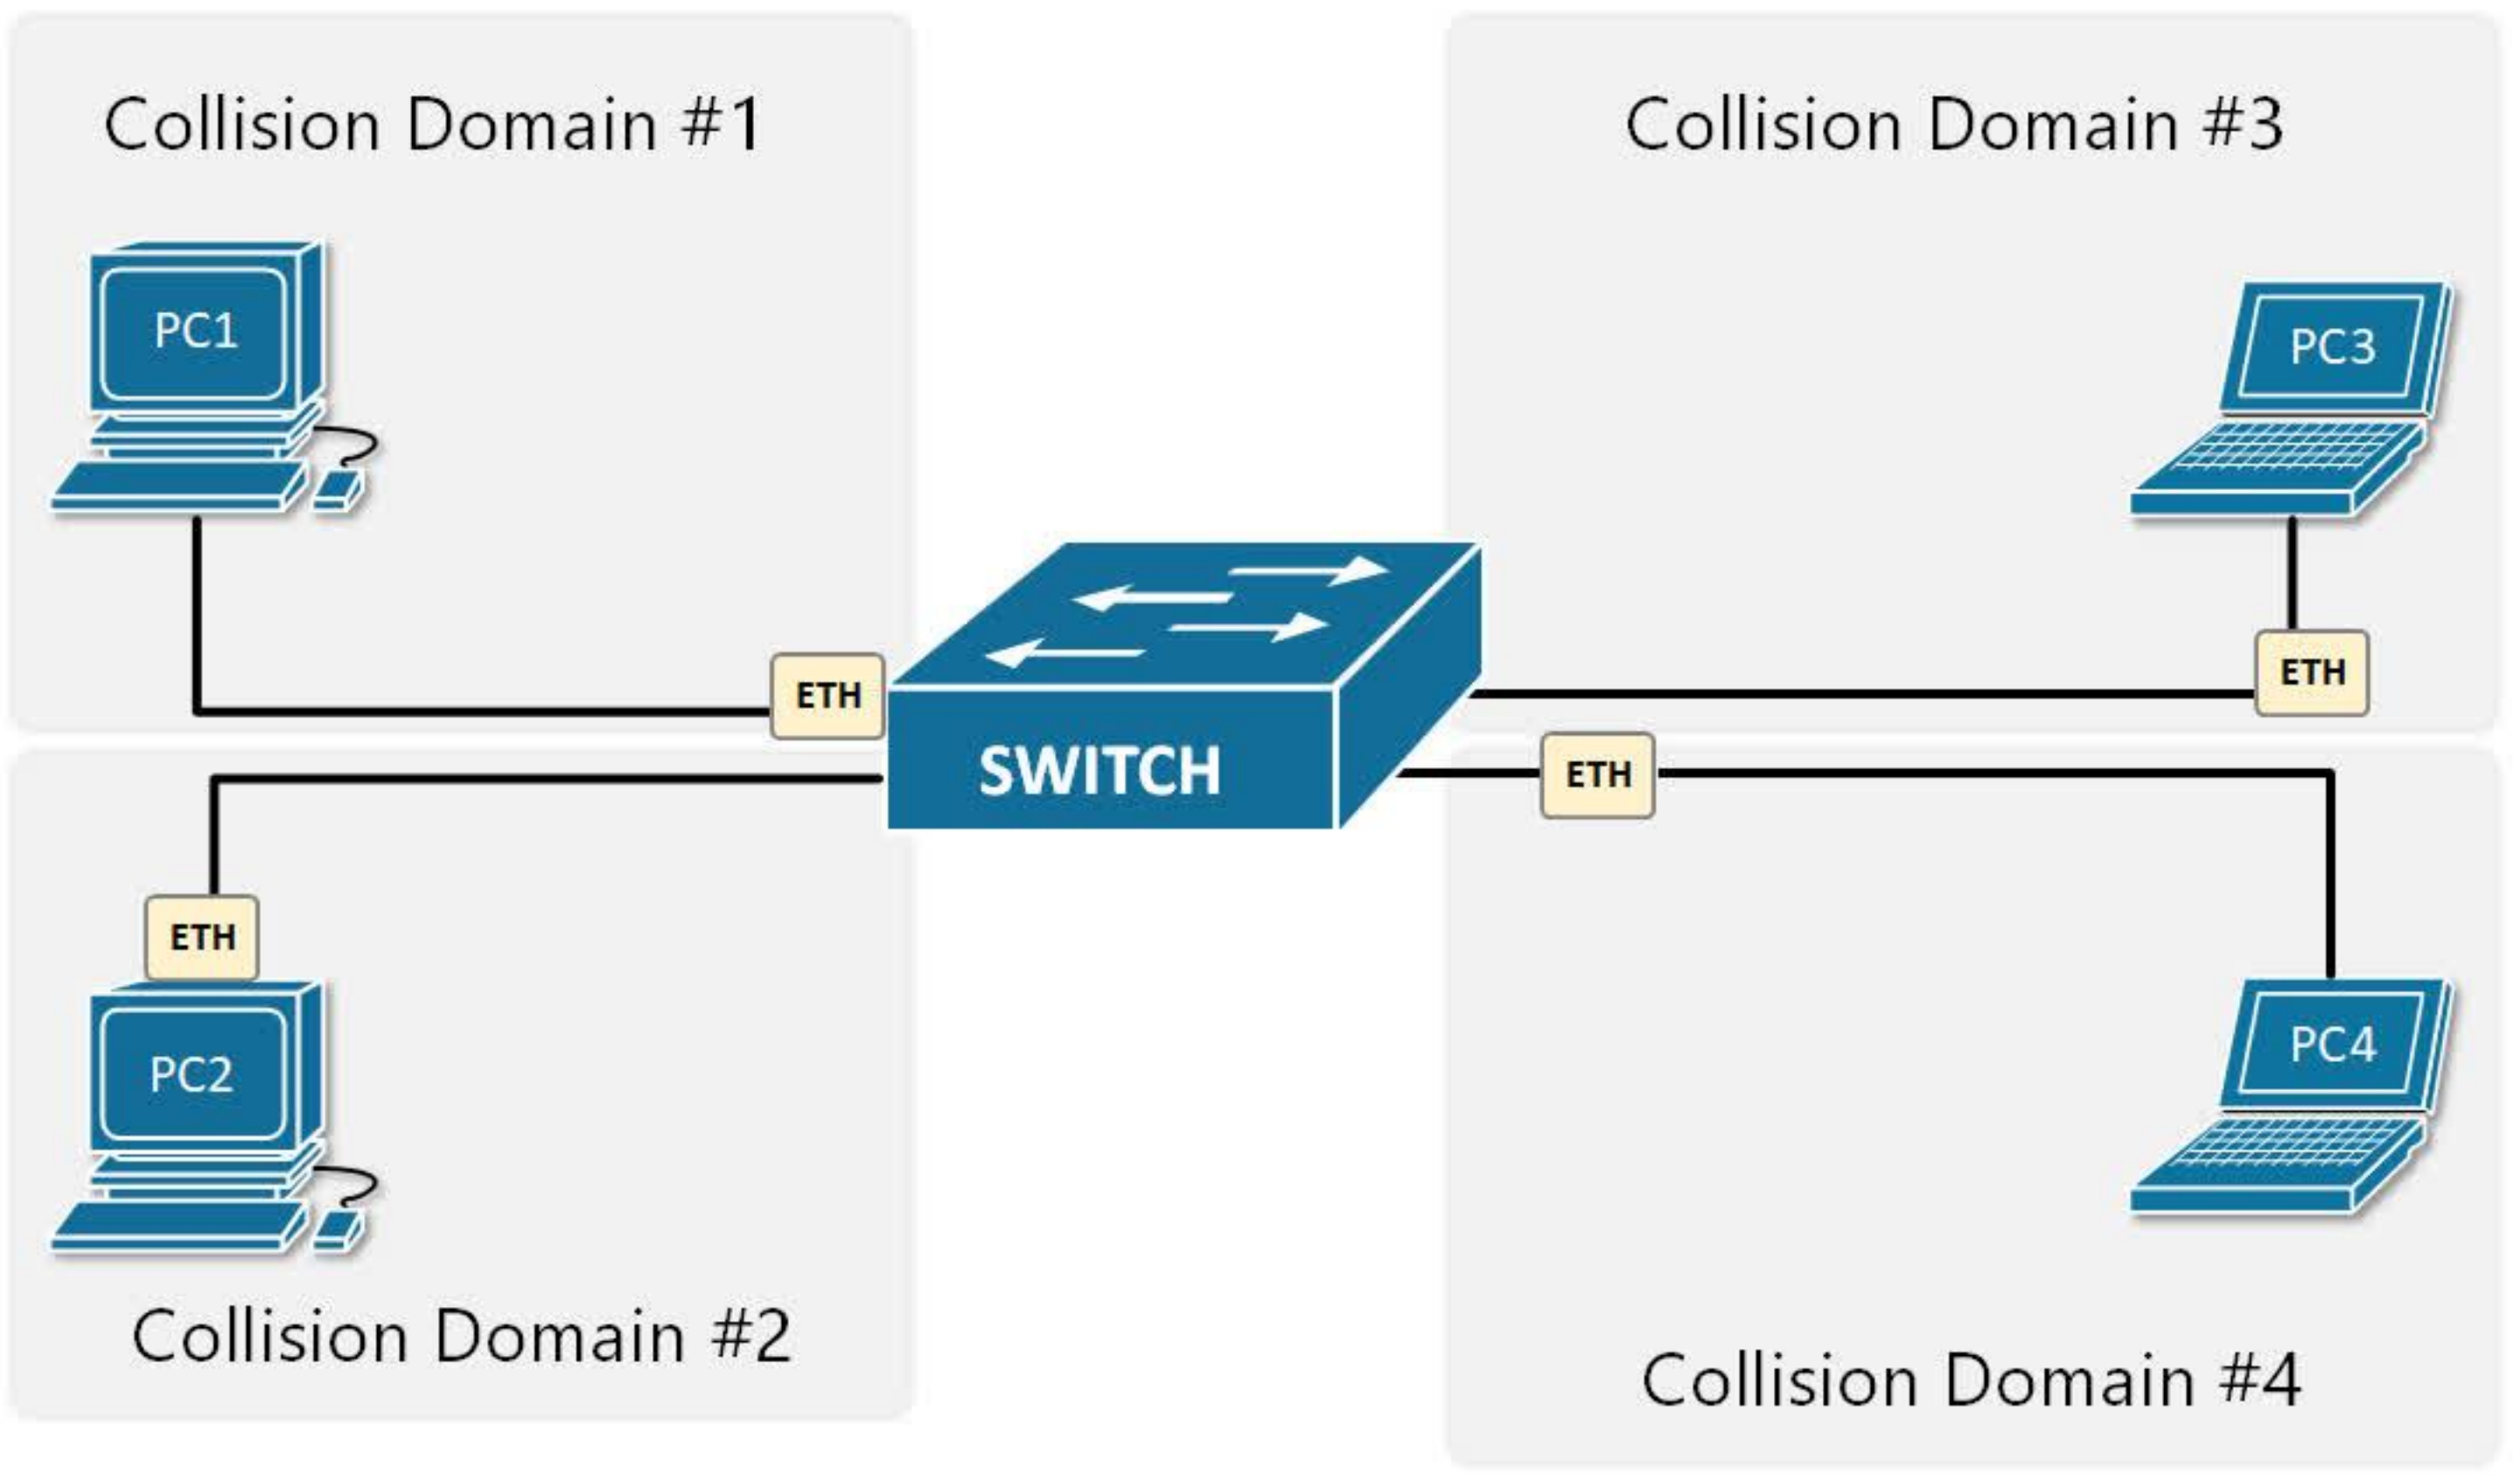 Collision Domain #1
Collision Domain #3
PC1
PC3
ETH
ETH
SWITCH
ETH
ETH
PC2
PC4
Collision Domain #2
Collision Domain #4